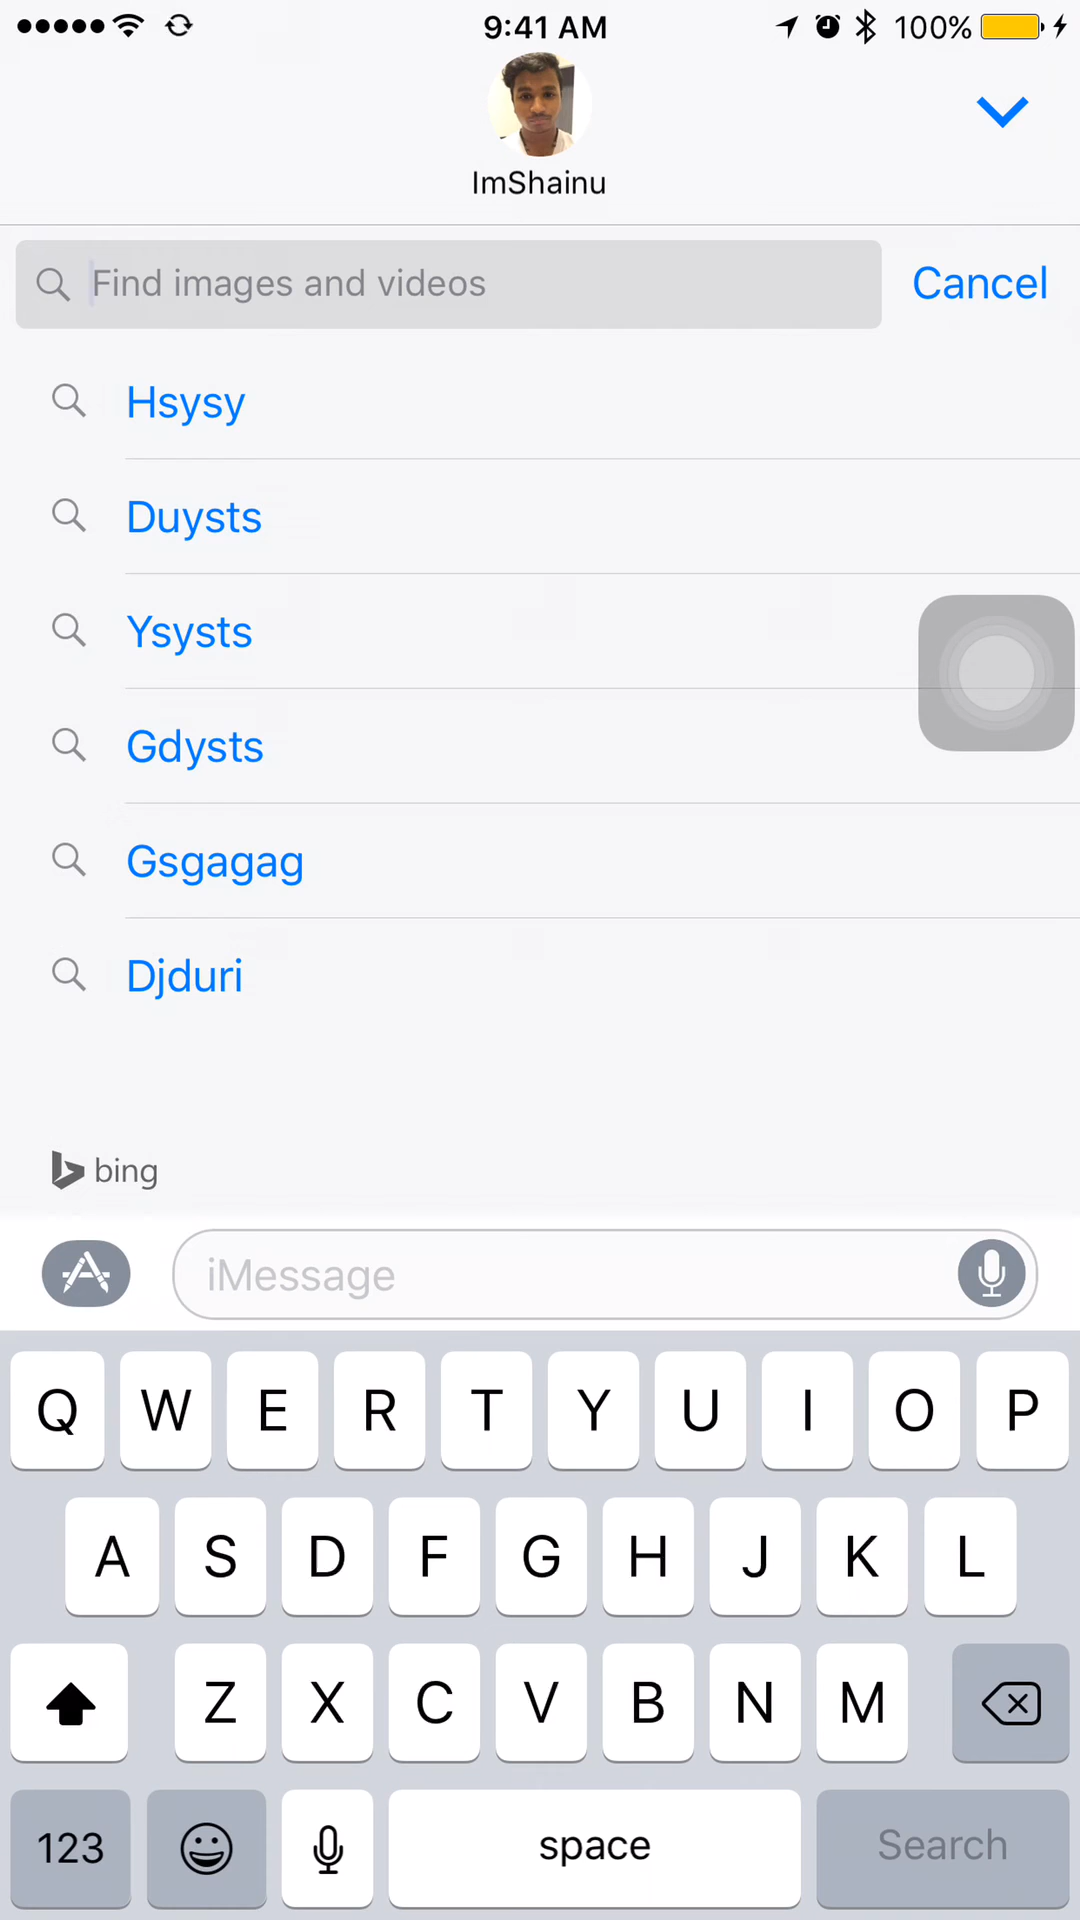 9:41 AM
100%
ImShainu
Find images and videos
Cancel
Hsysy
Duysts
Ysysts
Gdysts
Gsgagag
Djduri
bing
iMessage
Q W E R T Y U I O P
A S D F G H J K L
Z X C V B N M
123 space Search